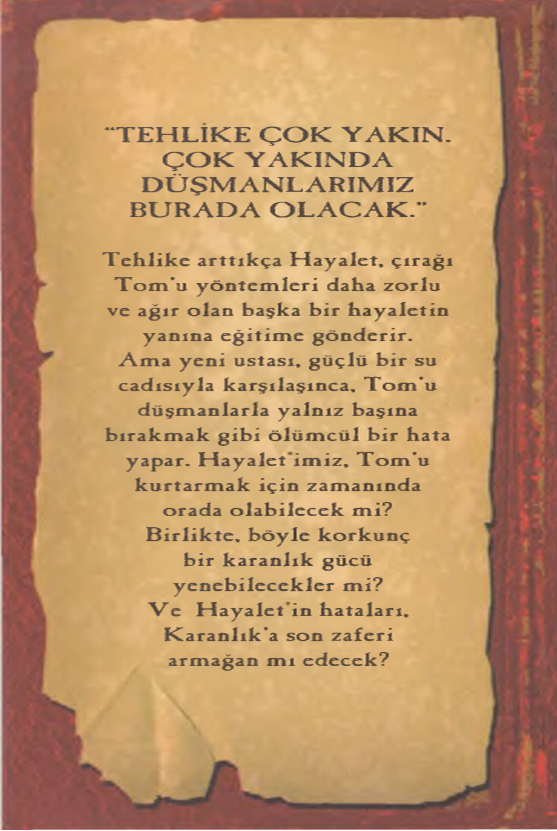 "TEHLİKE ÇOK YAKIN.
ÇOK YAKINDA
DÜŞMANLARIMIZ
BURADA OLACAK."
Tehlike arttıkça Hayalet, çırağı
Tom'u yöntemleri daha zorlu
ve ağır olan başka bir hayaletin
yanına eğitime gönderir.
Ama yeni ustası, güçlü bir su
cadısıyla karşılaşınca, Tom'u
düşmanlarla yalnız başına
bırakmak gibi ölümcül bir hata
yapar. Hayalet'imiz, Tom'u
kurtarmak için zamanında
orada olabilecek mi?
Birlikte, böyle korkunç
bir karanlık gücü
yenebilecekler mi?
Ve Hayalet'in hataları,
Karanlık'a son zaferi
armağan mı edecek?